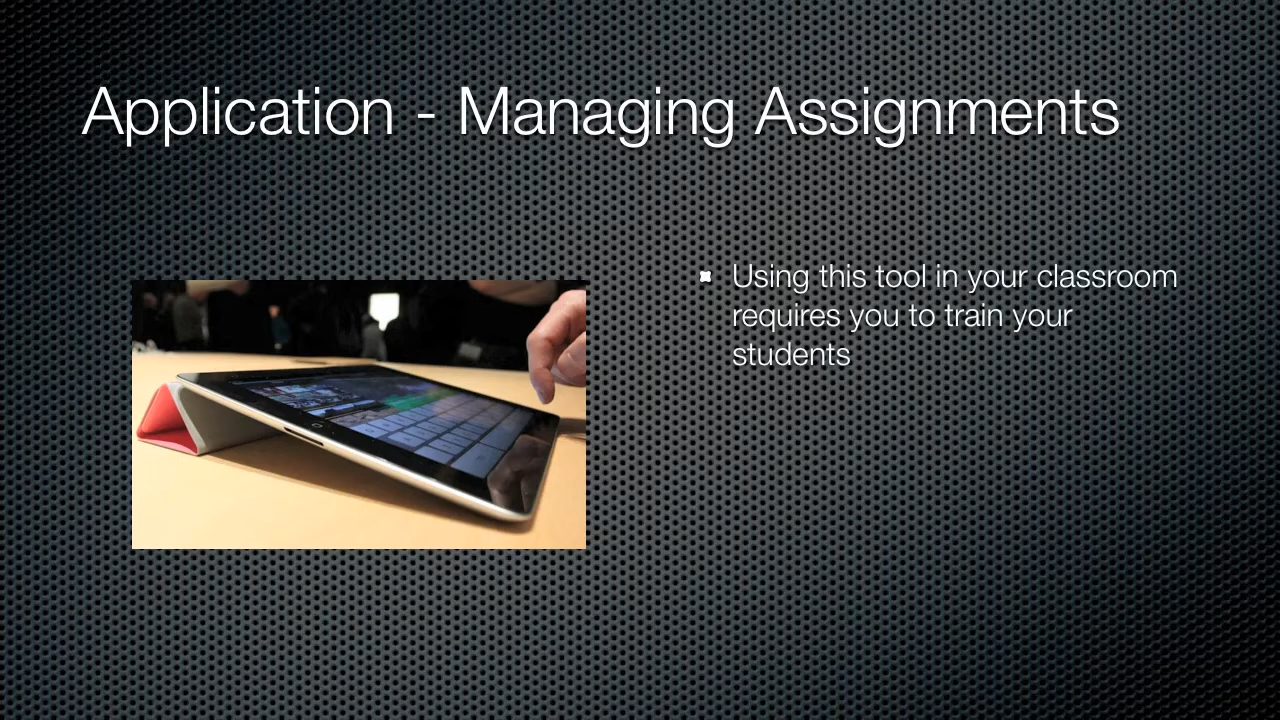 Application - Managing Assignments
Using this tool in your classroom
requires you to train your
students